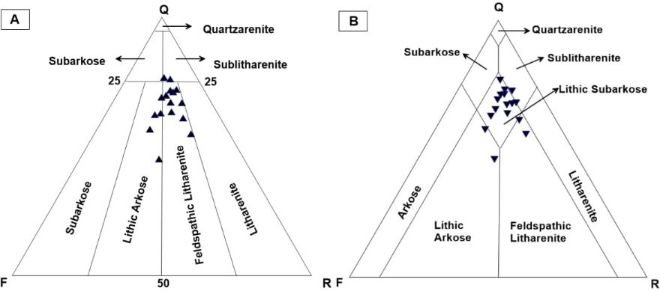 A
Q
Quartzarenite
Subarkose
Sublitharenite
25
25
Subarkose
Lithic Arkose
Feldspathic Litharenite
Litharenite
F
50
R
B
Q
Quartzarenite
Subarkose
Sublitharenite
Lithic Subarkose
Arkose
Lithic
Arkose
Feldspathic
Litharenite
Litharenite
F
R